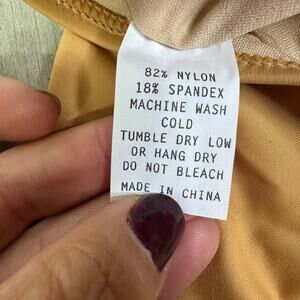 82% NYLON
18% SPANDEX
MACHINE WASH
COLD
TUMBLE DRY LOW
OR HANG DRY
DO NOT BLEACH
MADE IN CHINA